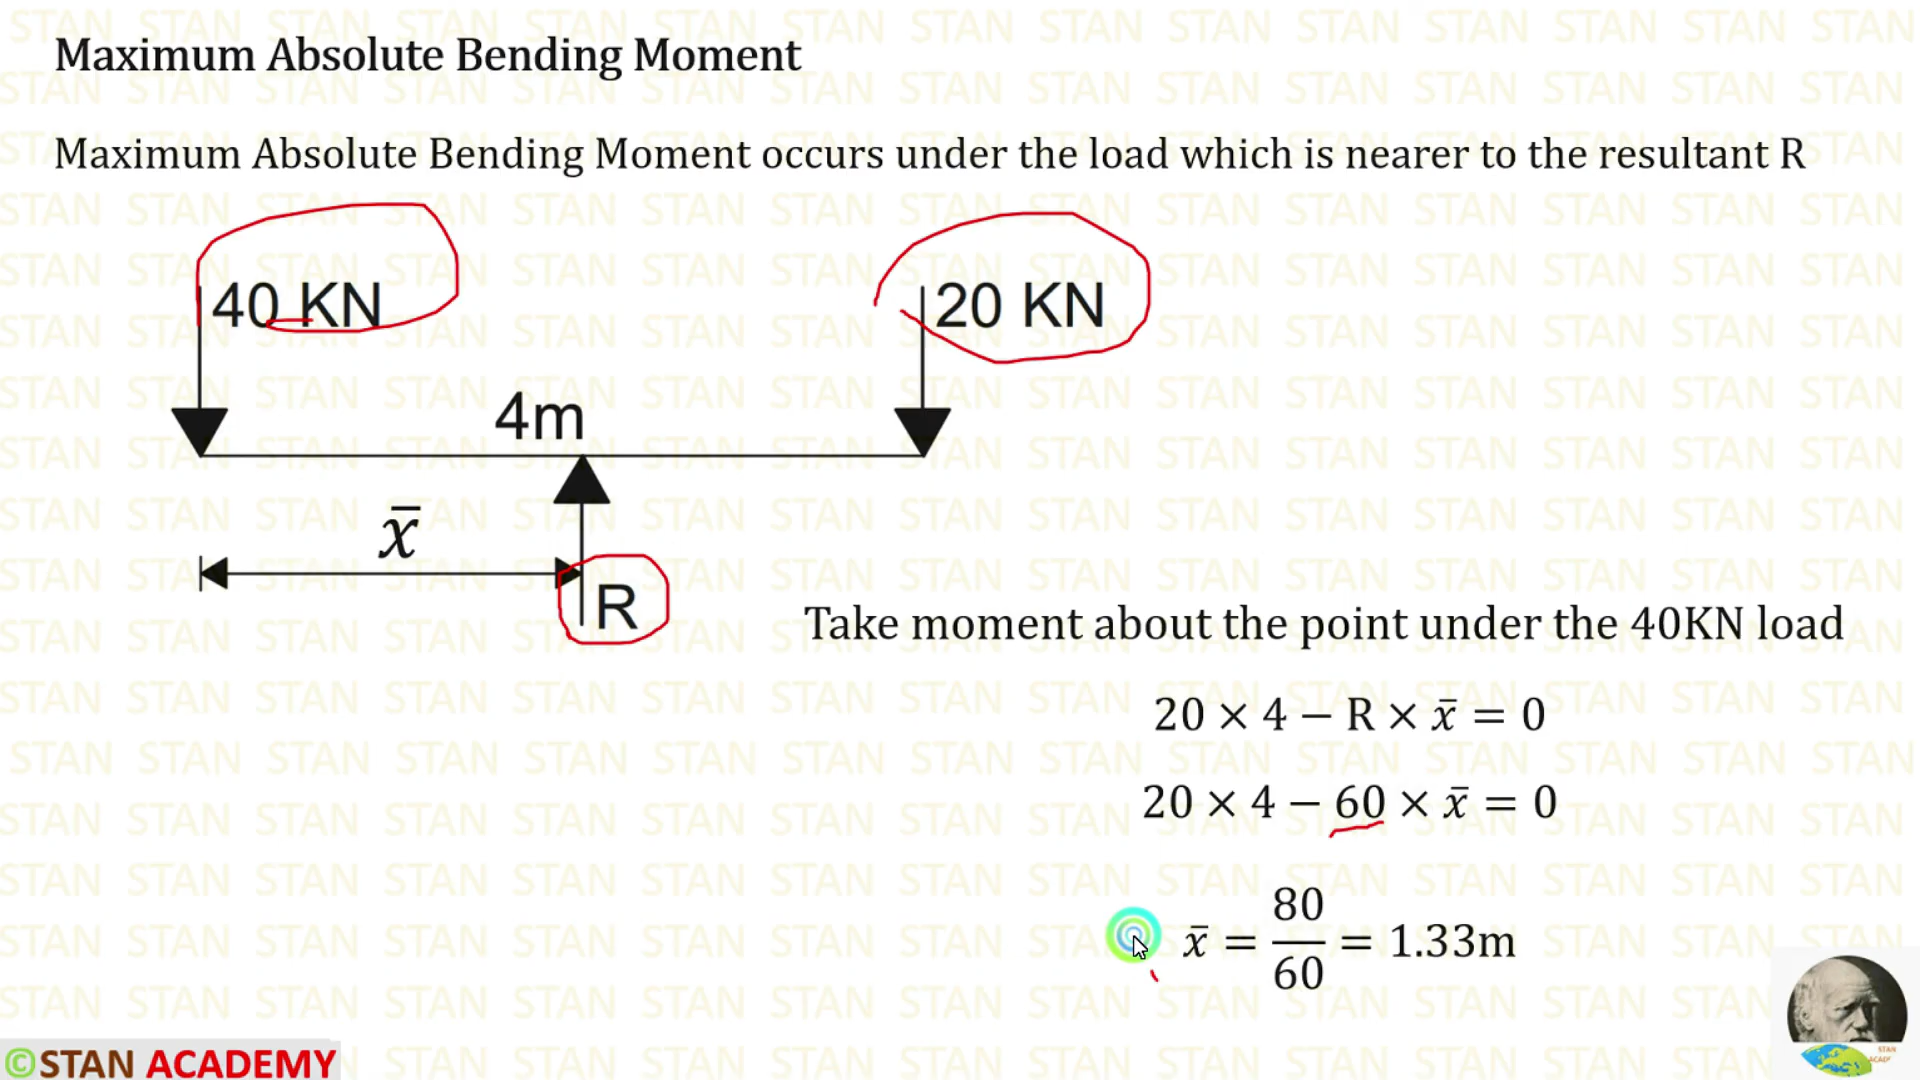 Maximum Absolute Bending Moment
Maximum Absolute Bending Moment occurs under the load which is nearer to the resultant R
40 KN
20 KN
4m
x̄
R
Take moment about the point under the 40KN load
20 × 4 − R × x̄ = 0
20 × 4 − 60 × x̄ = 0
x̄ = 80/60 = 1.33m
©STAN ACADEMY
STAN